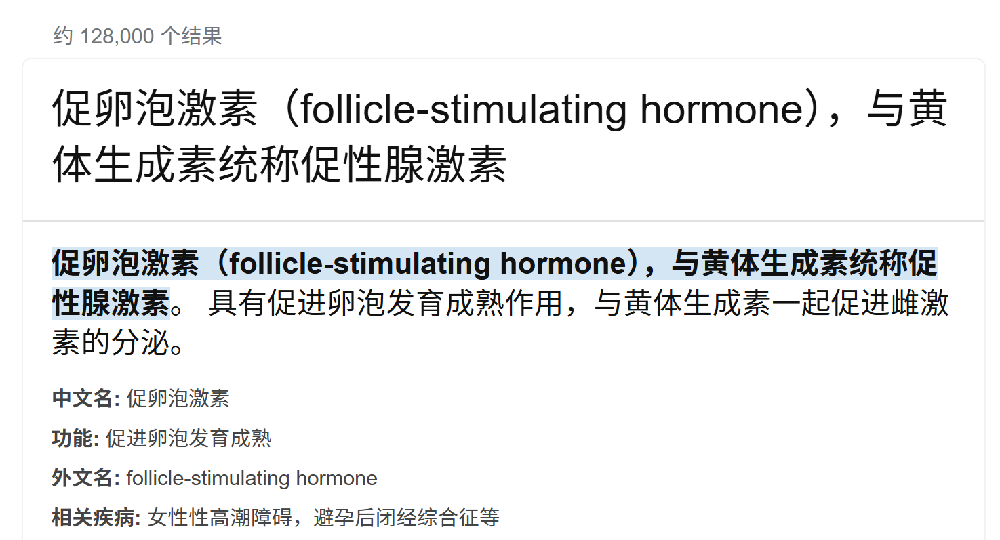 约 128,000 个结果
促卵泡激素（follicle-stimulating hormone），与黄
体生成素统称促性腺激素
促卵泡激素（follicle-stimulating hormone），与黄体生成素统称促
性腺激素。 具有促进卵泡发育成熟作用，与黄体生成素一起促进雌激
素的分泌。
中文名: 促卵泡激素
功能: 促进卵泡发育成熟
外文名: follicle-stimulating hormone
相关疾病: 女性性高潮障碍，避孕后闭经综合征等